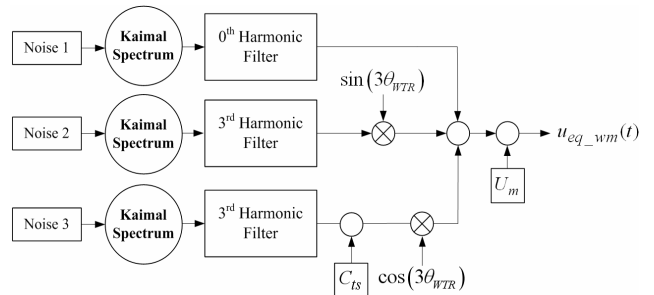 Noise 1
Kaimal
Spectrum
0th Harmonic
Filter
sin(3θWTR)
Noise 2
Kaimal
Spectrum
3rd Harmonic
Filter
ueq_wm(t)
Um
Noise 3
Kaimal
Spectrum
3rd Harmonic
Filter
Cts
cos(3θWTR)